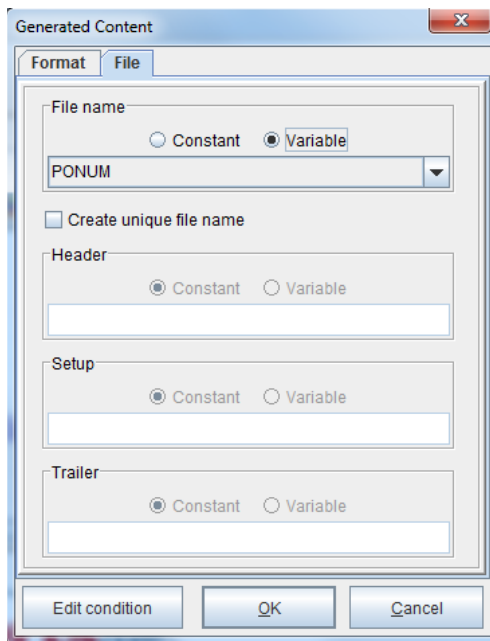 Generated Content
Format File
File name
Constant Variable
PONUM
Create unique file name
Header
Constant Variable
Setup
Constant Variable
Trailer
Constant Variable
Edit condition OK Cancel